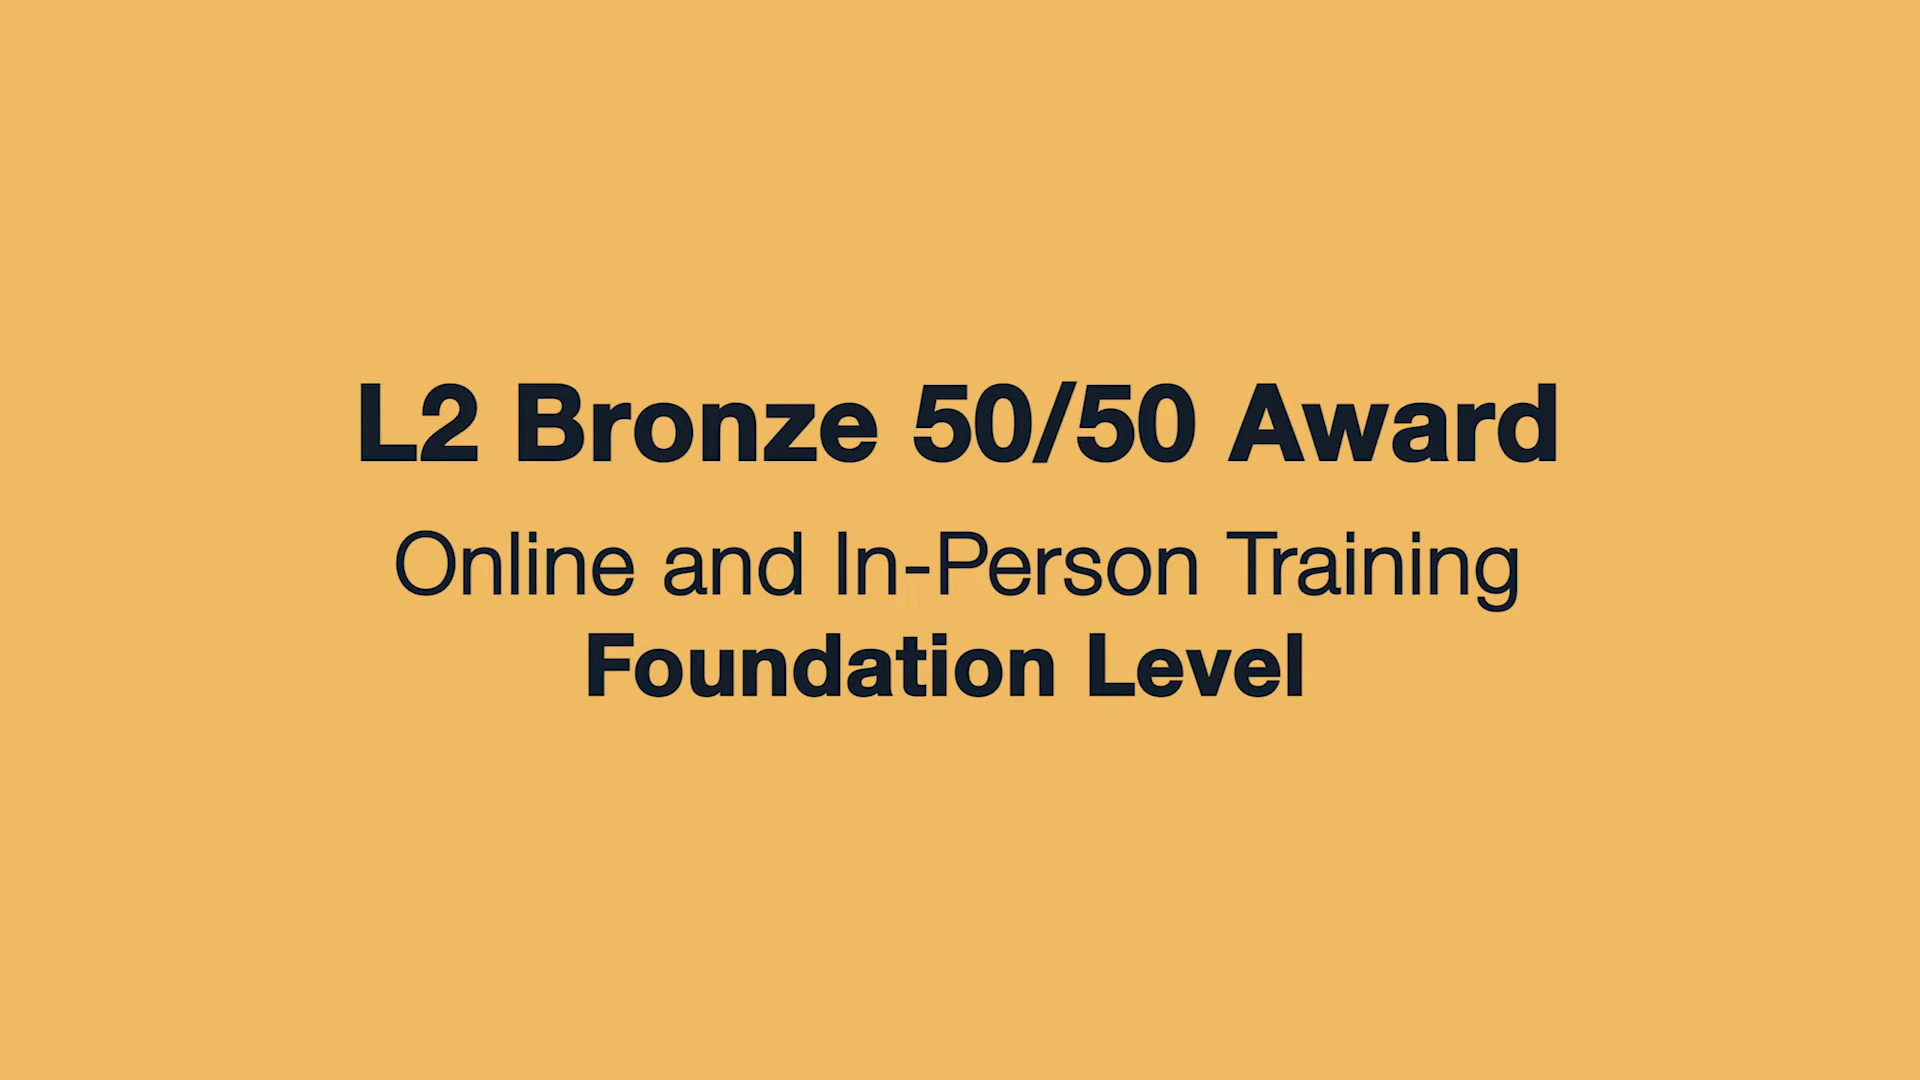 L2 Bronze 50/50 Award
Online and In-Person Training
Foundation Level